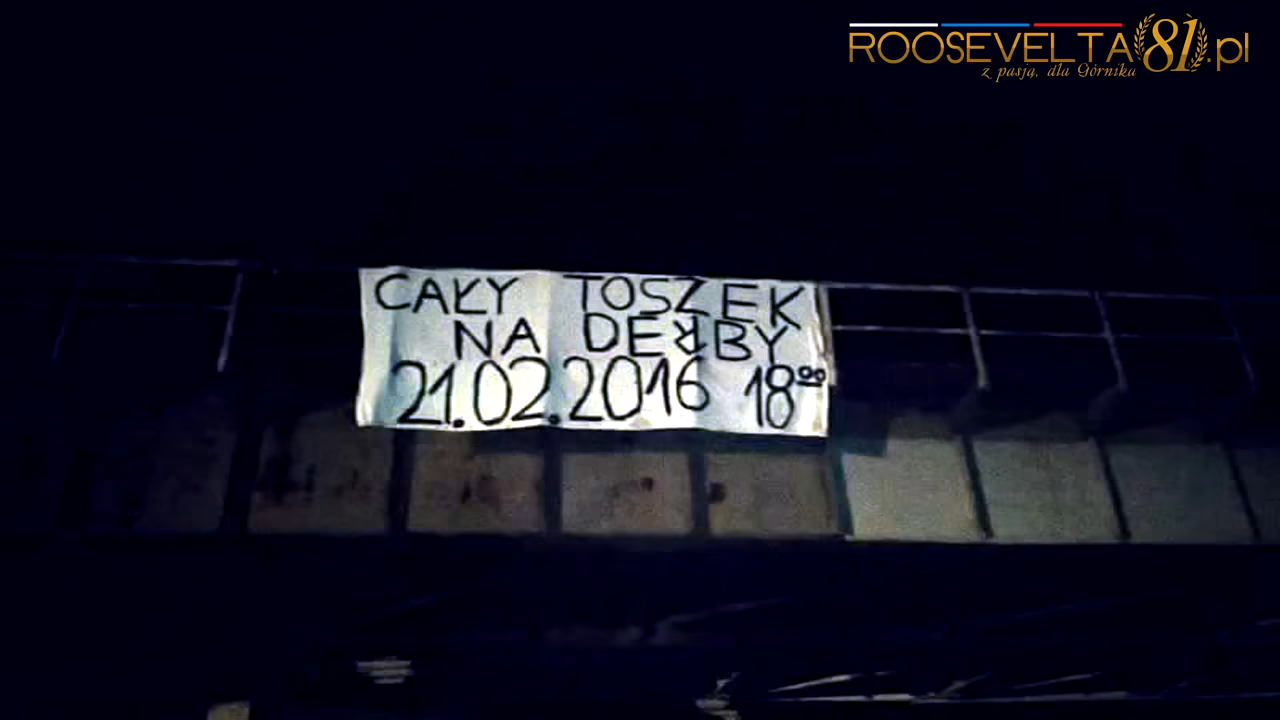 ROOSEVELTA 81.pl
z pasją, dla Górnika
CAŁY TOSZEK
NA DERBY
21.02.2016 18⁰⁰